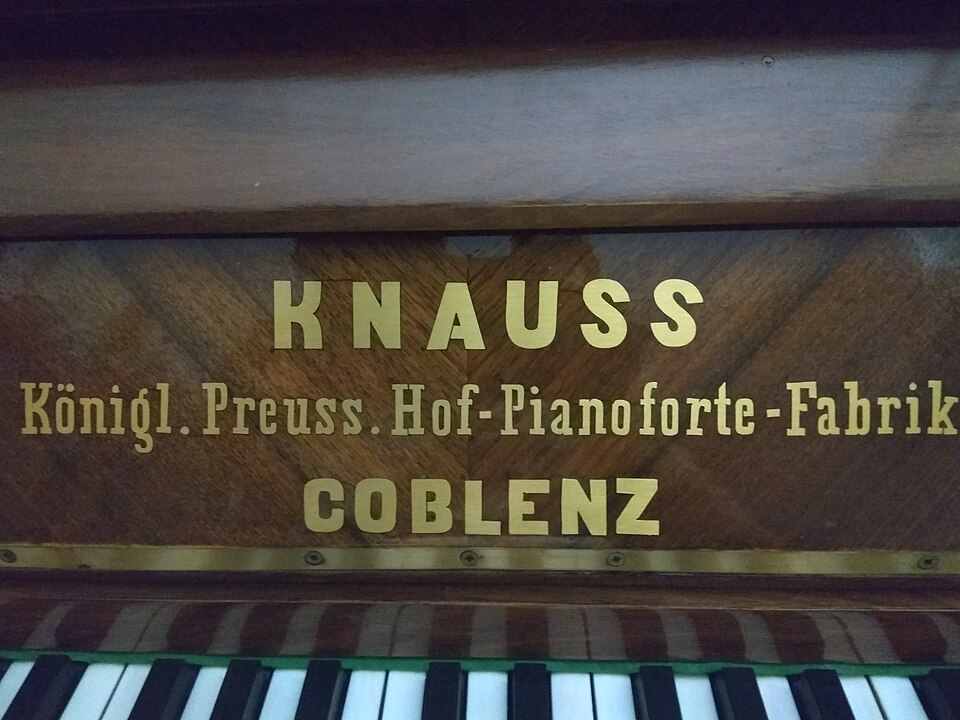 KNAUSS
Königl. Preuss. Hof-Pianoforte-Fabrik
COBLENZ